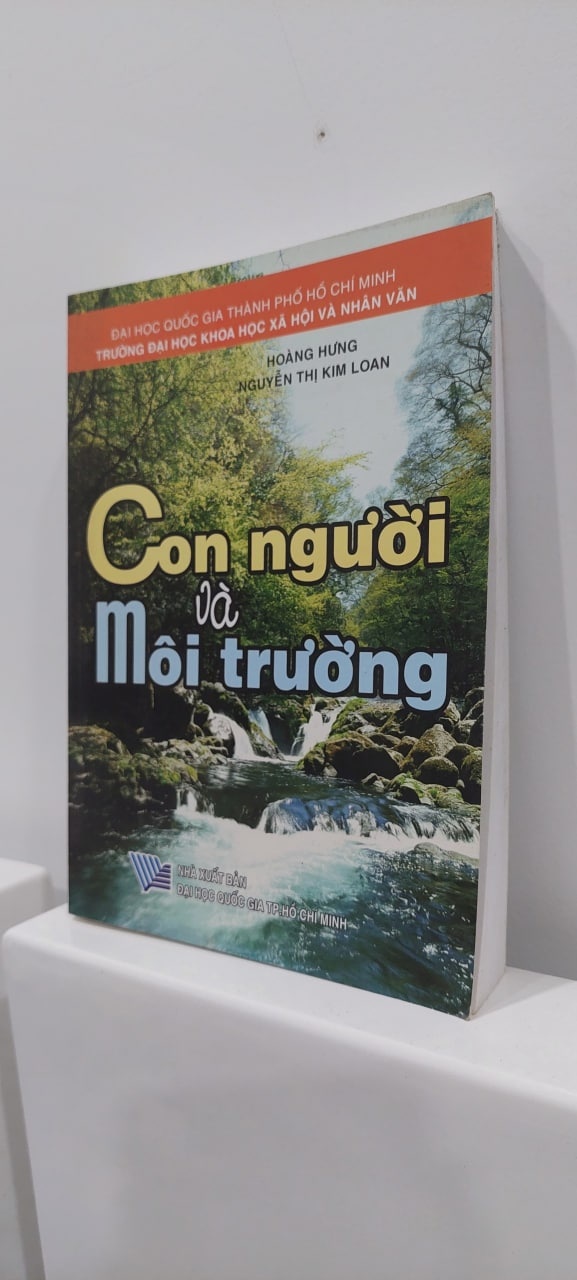 ĐẠI HỌC QUỐC GIA THÀNH PHỐ HỒ CHÍ MINH
TRƯỜNG ĐẠI HỌC KHOA HỌC XÃ HỘI VÀ NHÂN VĂN
HOÀNG HƯNG
NGUYỄN THỊ KIM LOAN
Con người
và
Môi trường
NHÀ XUẤT BẢN
ĐẠI HỌC QUỐC GIA TP.HỒ CHÍ MINH